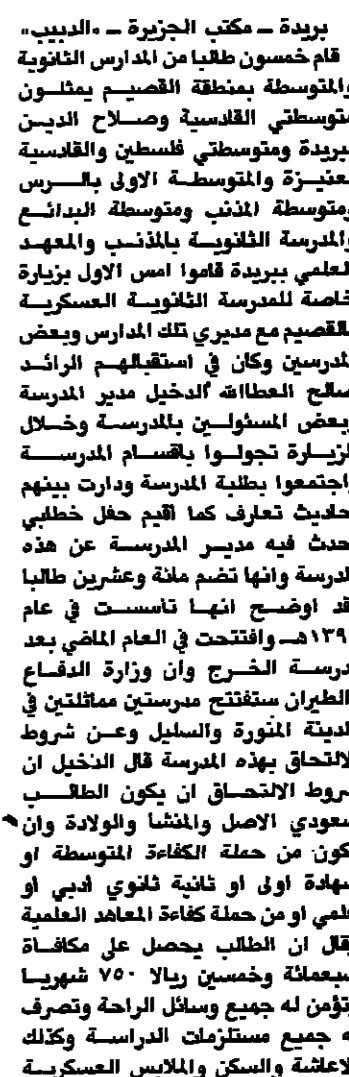 بريدة ــ مكتب الجزيرة ــ «الدبيب»
قام خمسون طالبا من المدارس الثانوية
والمتوسطة بمنطقة القصيم يمثلون
متوسطتي القادسية وصلاح الدين
ببريدة ومتوسطتي فلسطين والقادسية
بعنيزة والمتوسطة الاولى بالرس
ومتوسطة المذنب ومتوسطة البدائع
والمدرسة الثانوية بالمذنب والمعهد
العلمي ببريدة قاموا امس الاول بزيارة
خاصة للمدرسة الثانوية العسكرية
بالقصيم مع مديري تلك المدارس وبعض
المدرسين وكان في استقبالهم الرائد
صالح العطاالله الدخيل مدير المدرسة
وبعض المسئولين بالمدرسة وخلال
الزيارة تجولوا باقسام المدرسة
واجتمعوا بطلبة المدرسة ودارت بينهم
احاديث تعارف كما اقيم حفل خطابي
تحدث فيه مدير المدرسة عن هذه
المدرسة وانها تضم مائة وعشرين طالبا
وقد اوضح انها تأسست في عام
١٣٩ هـ وافتتحت في العام الماضي بعد
مدرسة الخرج وان وزارة الدفاع
والطيران ستفتتح مدرستين مماثلتين في
المدينة المنورة والسليل وعن شروط
الالتحاق بهذه المدرسة قال الدخيل ان
شروط الالتحاق ان يكون الطالب
سعودي الاصل والمنشأ والولادة وان
يكون من حملة الكفاءة المتوسطة او
شهادة اولى او ثانية ثانوي أدبي أو
علمي او من حملة كفاءة المعاهد العلمية
وقال ان الطالب يحصل على مكافأة
سبعمائة وخمسين ريالا ٧٥٠ شهريا
وتؤمن له جميع وسائل الراحة وتصرف
له جميع مستلزمات الدراسة وكذلك
الاعاشة والسكن والملابس العسكرية